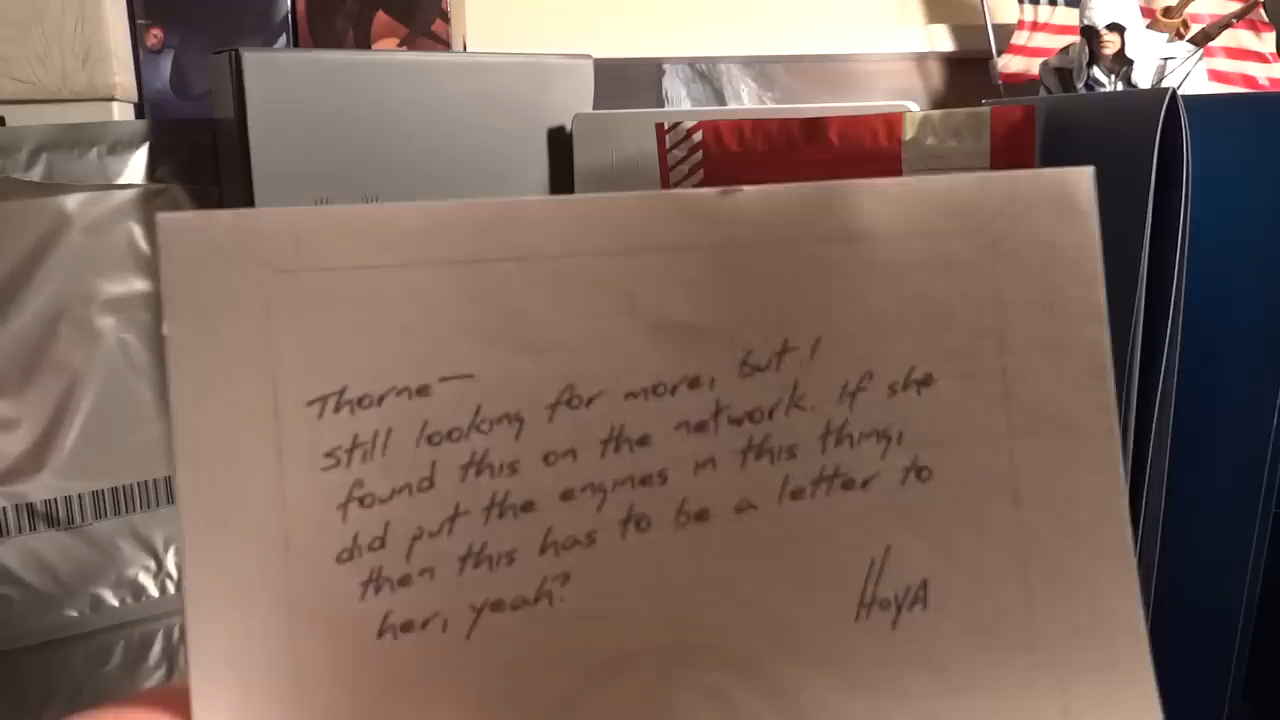 Thorne—
still looking for more, but!
found this on the network. If she
did put the engines in this thing,
then this has to be a letter to
her, yeah?
HOYA